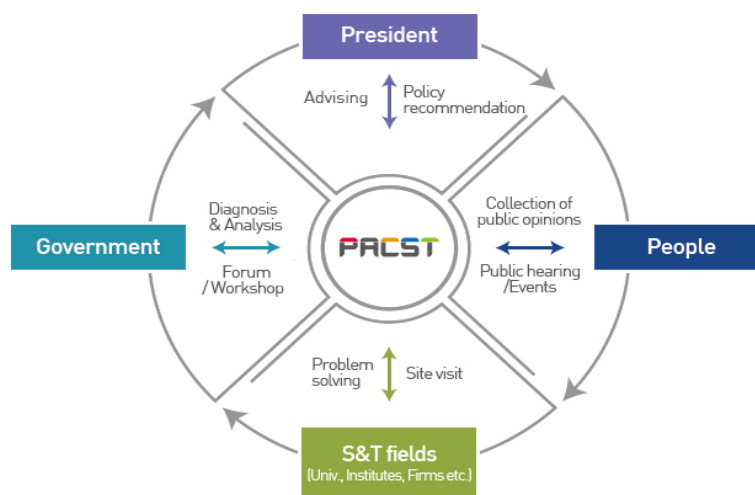 President
Advising
Policy
recommendation
Diagnosis
& Analysis
Collection of
public opinions
Government
PACST
People
Forum
/Workshop
Public hearing
/Events
Problem
solving
Site visit
S&T fields
(Univ., Institutes, Firms etc.)